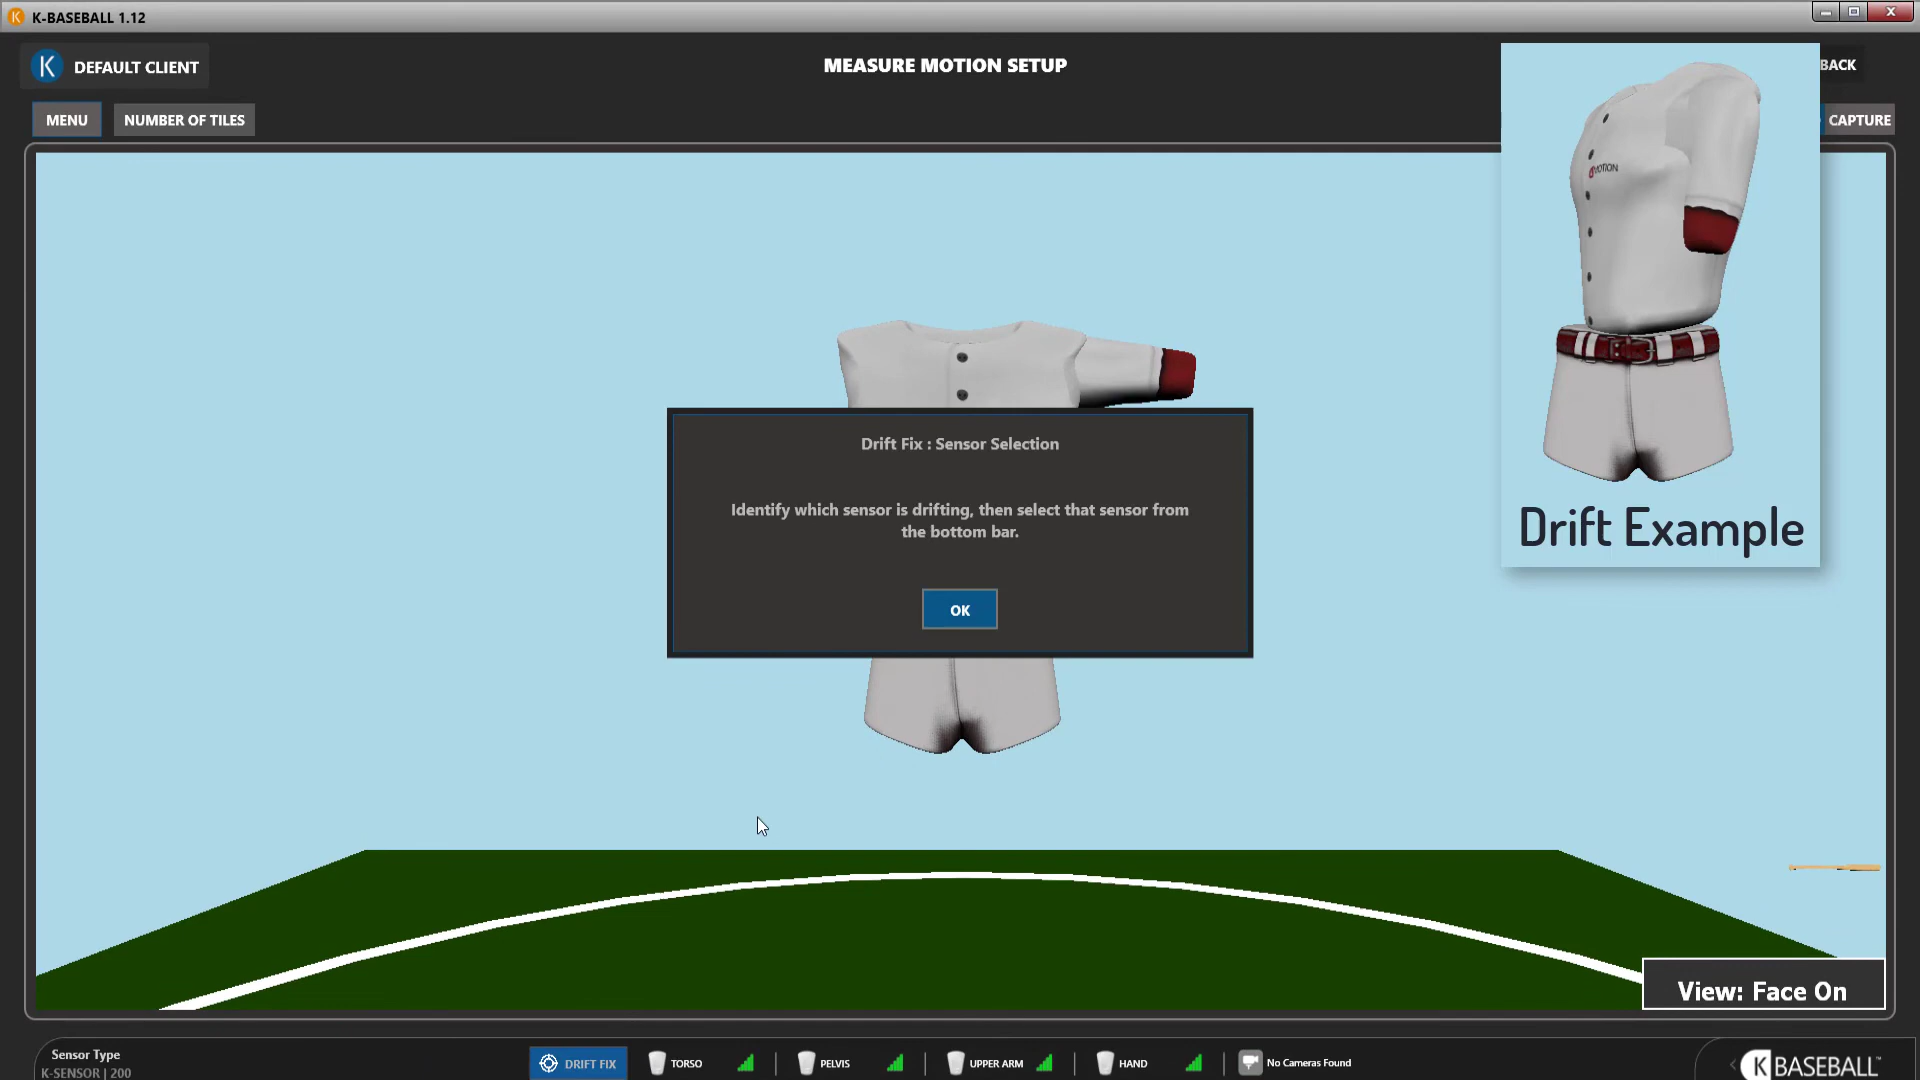 K-BASEBALL 1.12
DEFAULT CLIENT
MEASURE MOTION SETUP
BACK
MENU
NUMBER OF TILES
CAPTURE
MOTION
Drift Example
Drift Fix : Sensor Selection
Identify which sensor is drifting, then select that sensor from
the bottom bar.
OK
View: Face On
Sensor Type
K-SENSOR | 200
DRIFT FIX
TORSO
PELVIS
UPPER ARM
HAND
No Cameras Found
K BASEBALL™